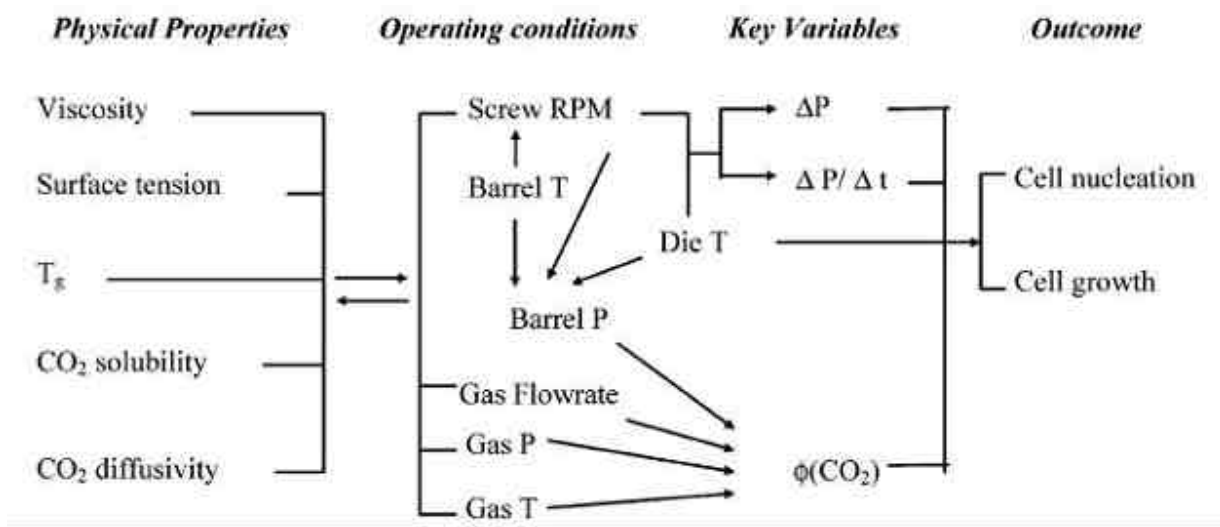 Physical Properties Operating conditions Key Variables Outcome
Viscosity Screw RPM ΔP
Surface tension Barrel T Δ P/ Δ t Cell nucleation
Tg Die T Cell growth
Barrel P
CO₂ solubility Gas Flowrate
Gas P
CO₂ diffusivity ϕ(CO₂)
Gas T